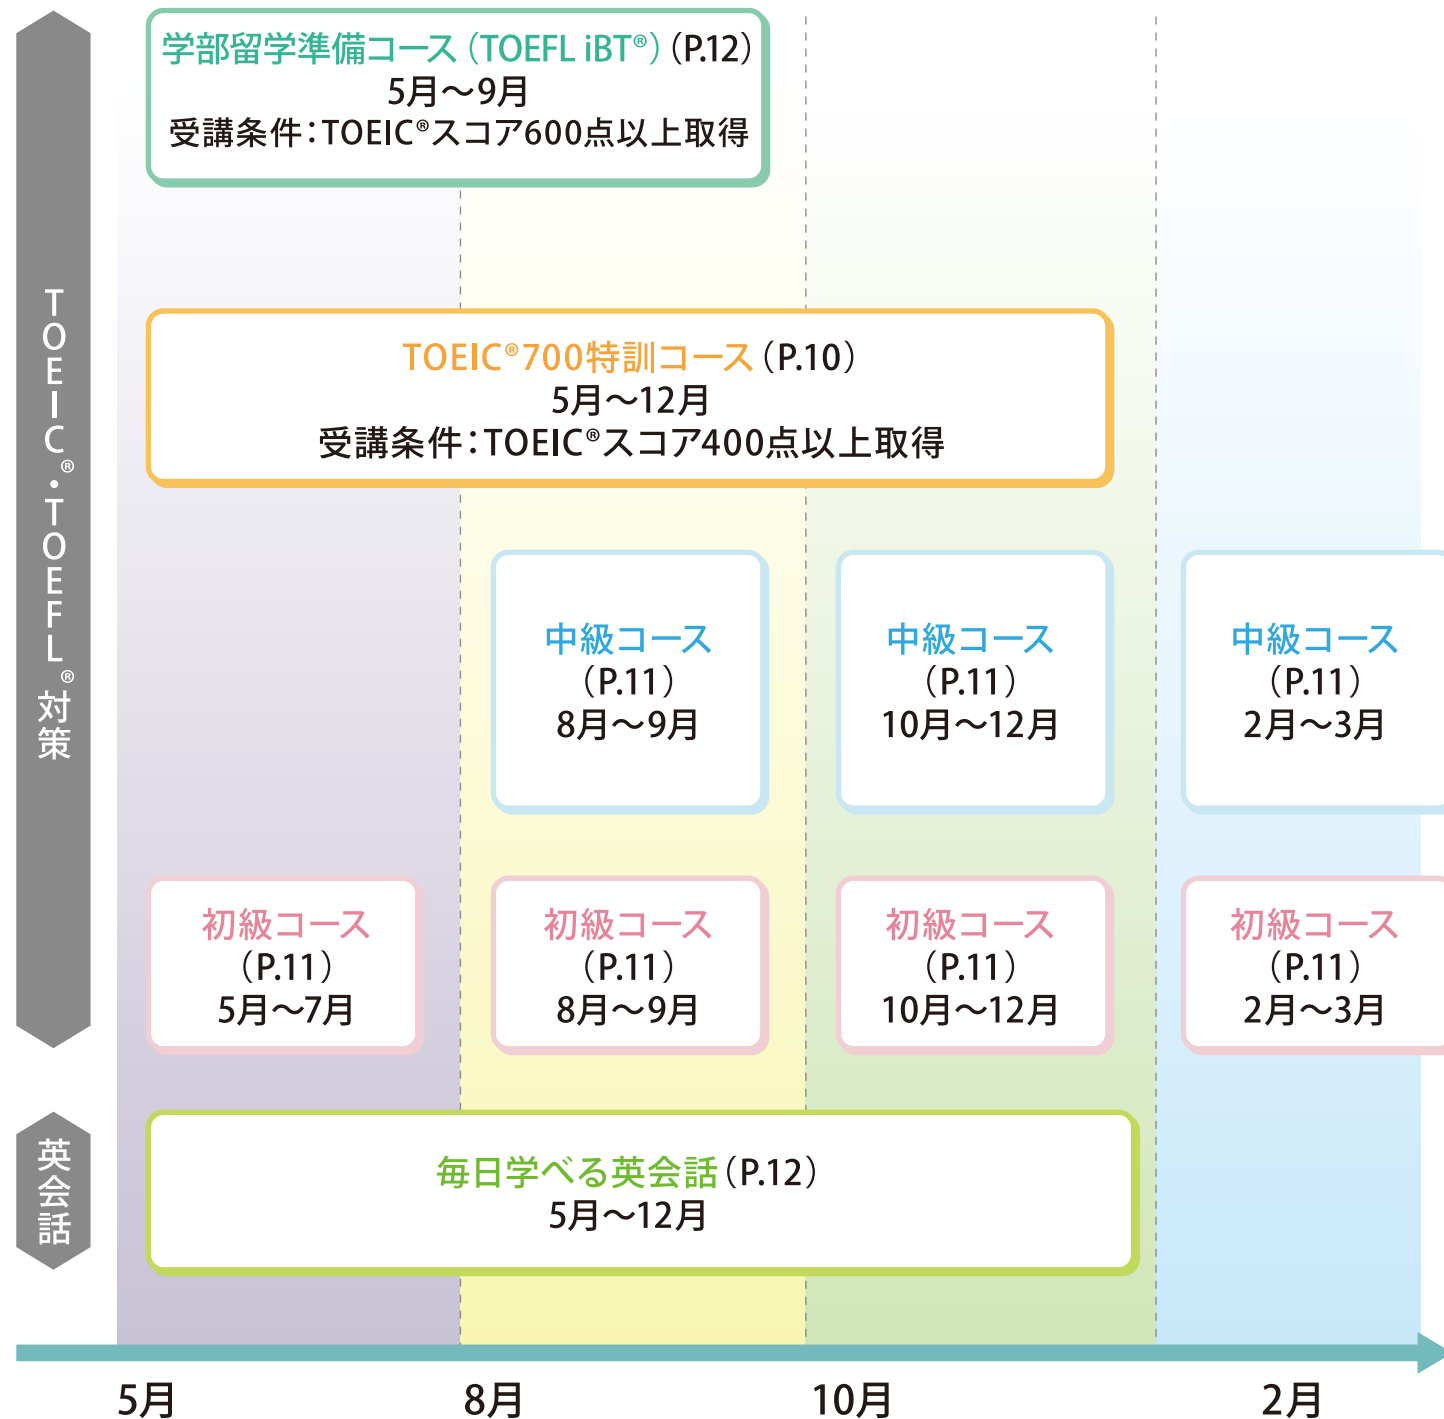 TOEIC®・TOEFL®対策
学部留学準備コース（TOEFL iBT®）（P.12）
5月～9月
受講条件：TOEIC®スコア600点以上取得
TOEIC®700特訓コース（P.10）
5月～12月
受講条件：TOEIC®スコア400点以上取得
中級コース
（P.11）
8月～9月
中級コース
（P.11）
10月～12月
中級コース
（P.11）
2月～3月
初級コース
（P.11）
5月～7月
初級コース
（P.11）
8月～9月
初級コース
（P.11）
10月～12月
初級コース
（P.11）
2月～3月
英会話
毎日学べる英会話（P.12）
5月～12月
5月
8月
10月
2月